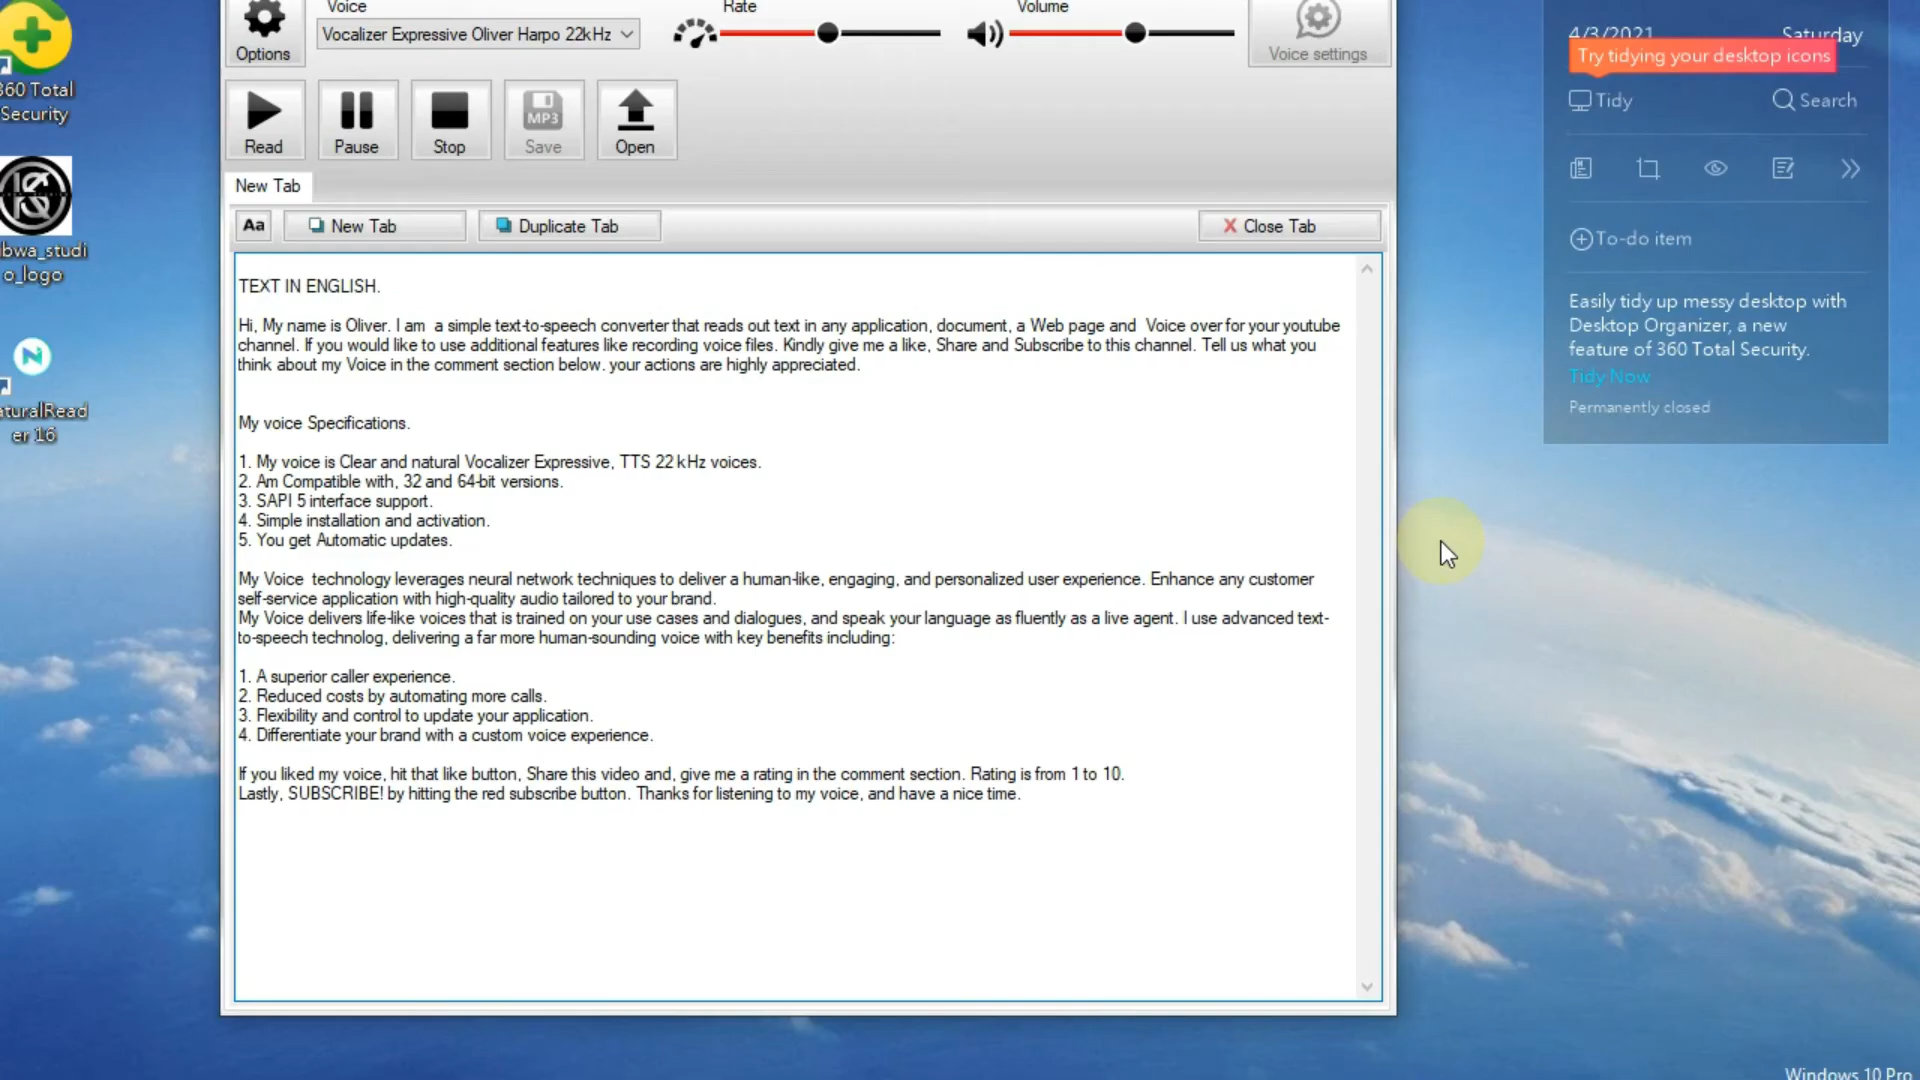 Voice
Rate
Volume
Options
Vocalizer Expressive Oliver Harpo 22kHz
Voice settings
Read
Pause
Stop
MP3
Save
Open
New Tab
Aa
New Tab
Duplicate Tab
Close Tab
TEXT IN ENGLISH.
Hi, My name is Oliver. I am  a simple text-to-speech converter that reads out text in any application, document, a Web page and  Voice over for your youtube
channel. If you would like to use additional features like recording voice files. Kindly give me a like, Share and Subscribe to this channel. Tell us what you
think about my Voice in the comment section below. your actions are highly appreciated.
My voice Specifications.
1. My voice is Clear and natural Vocalizer Expressive, TTS 22 kHz voices.
2. Am Compatible with, 32 and 64-bit versions.
3. SAPI 5 interface support.
4. Simple installation and activation.
5. You get Automatic updates.
My Voice  technology leverages neural network techniques to deliver a human-like, engaging, and personalized user experience. Enhance any customer
self-service application with high-quality audio tailored to your brand.
My Voice delivers life-like voices that is trained on your use cases and dialogues, and speak your language as fluently as a live agent. I use advanced text-
to-speech technolog, delivering a far more human-sounding voice with key benefits including:
1. A superior caller experience.
2. Reduced costs by automating more calls.
3. Flexibility and control to update your application.
4. Differentiate your brand with a custom voice experience.
If you liked my voice, hit that like button, Share this video and, give me a rating in the comment section. Rating is from 1 to 10.
Lastly, SUBSCRIBE! by hitting the red subscribe button. Thanks for listening to my voice, and have a nice time.
360 Total
Security
bwa_studi
o_logo
aturalRead
er 16
4/3/2021
Saturday
Try tidying your desktop icons
Tidy
Search
To-do item
Easily tidy up messy desktop with
Desktop Organizer, a new
feature of 360 Total Security.
Tidy Now
Permanently closed
Windows 10 Pro